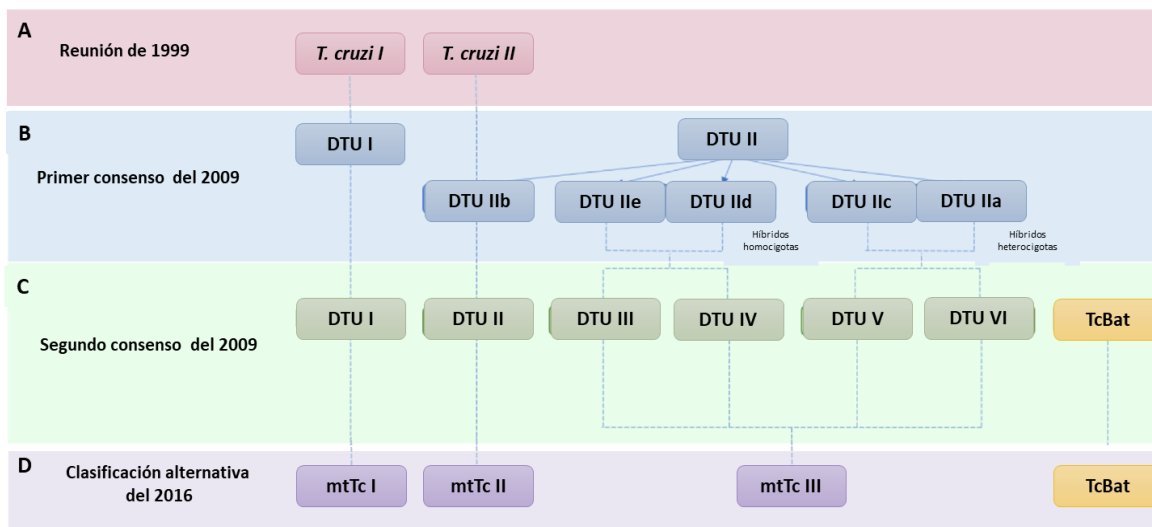 A
Reunión de 1999
T. cruzi I
T. cruzi II
B
Primer consenso del 2009
DTU I
DTU II
DTU IIb
DTU IIe
DTU IId
DTU IIc
DTU IIa
Híbridos
homocigotas
Híbridos
heterocigotas
C
Segundo consenso del 2009
DTU I
DTU II
DTU III
DTU IV
DTU V
DTU VI
TcBat
D
Clasificación alternativa
del 2016
mtTc I
mtTc II
mtTc III
TcBat